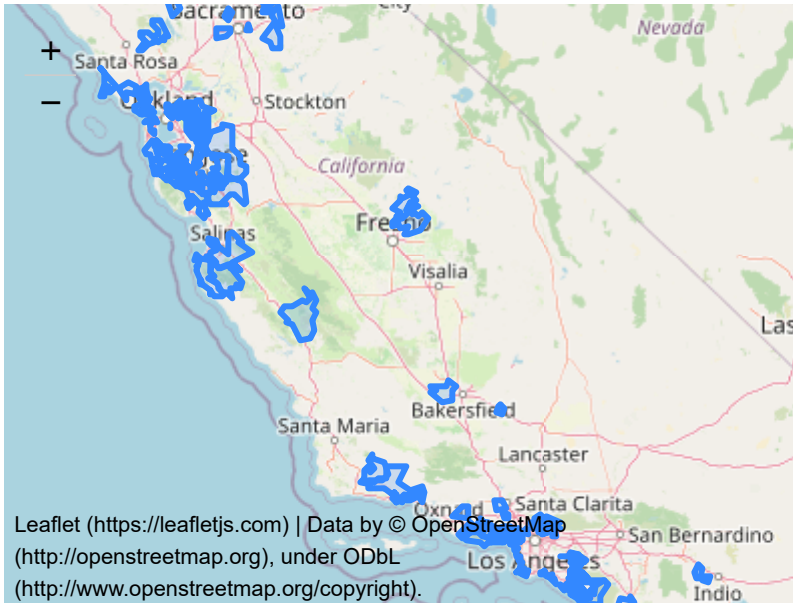 Sacramento
City
Nevada
+
Santa Rosa
−
Oakland
Stockton
California
Fresno
Salinas
Visalia
Las
Bakersfield
Santa Maria
Lancaster
Oxnard
Santa Clarita
Leaflet (https://leafletjs.com) | Data by © OpenStreetMap
San Bernardino
(http://openstreetmap.org), under ODbL
Los Angeles
(http://www.openstreetmap.org/copyright).
Indio